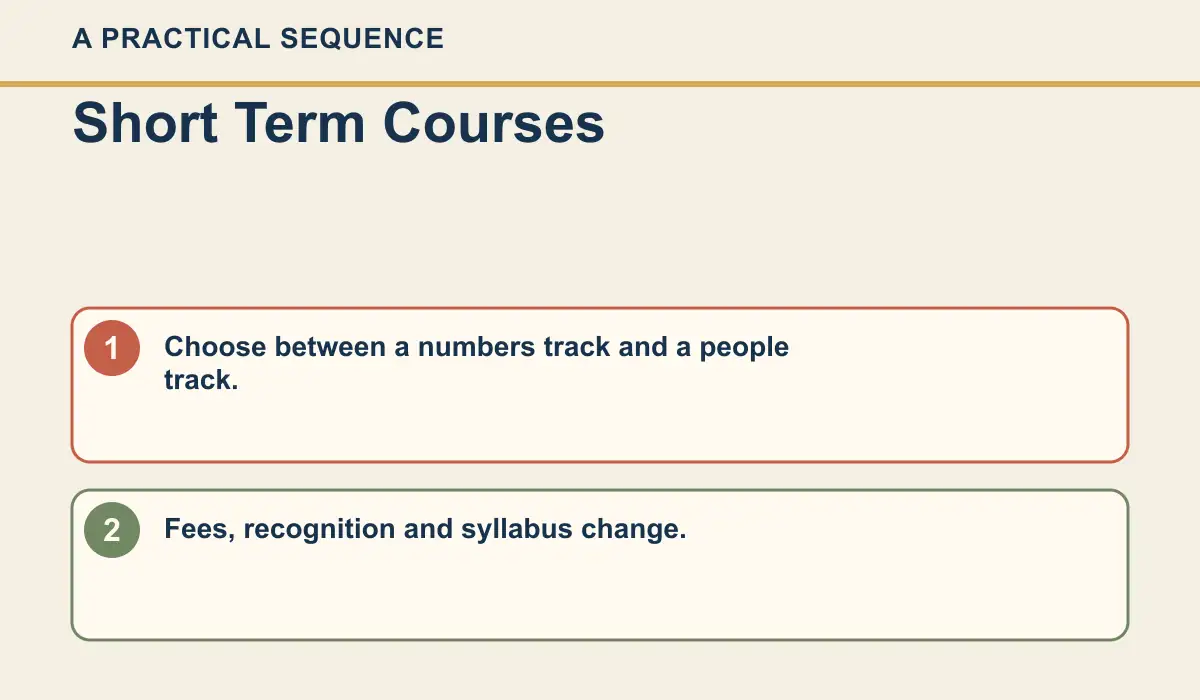 A PRACTICAL SEQUENCE
Short Term Courses
1
Choose between a numbers track and a people
track.
2
Fees, recognition and syllabus change.